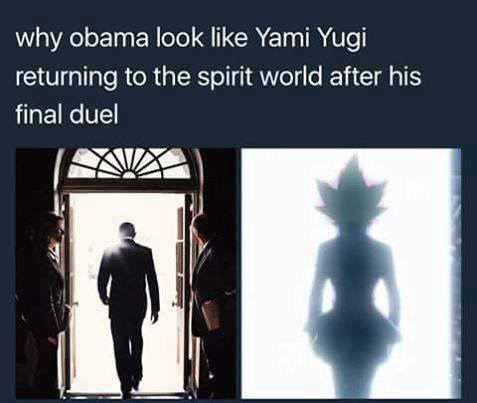 why obama look like Yami Yugi
returning to the spirit world after his
final duel